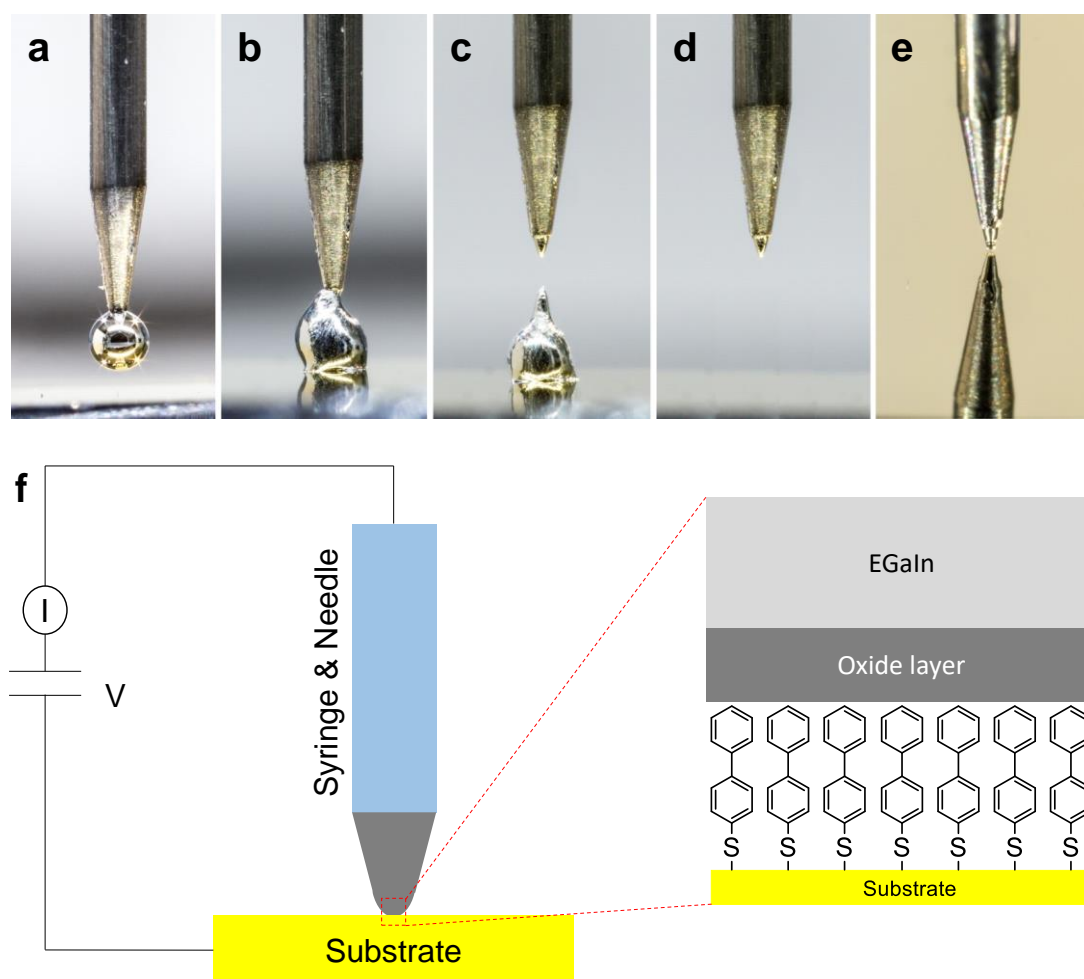 a
b
c
d
e
f
I
V
Syringe & Needle
Substrate
EGaIn
Oxide layer
S S S S S S S
Substrate